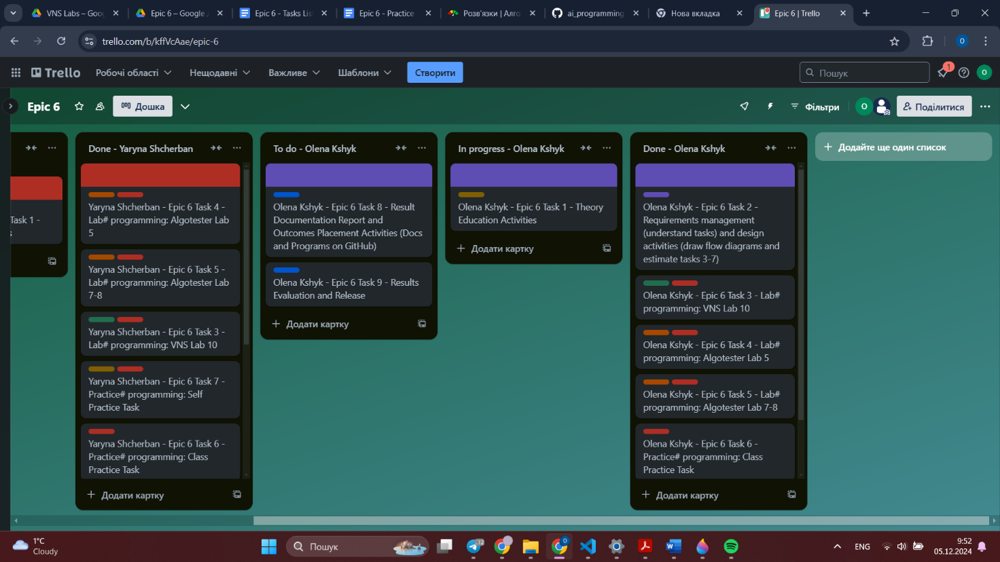 VNS Labs – Goog
Epic 6 – Google
Epic 6 - Tasks Lis
Epic 6 - Practice
Розв'язки | Алго
ai_programming
Нова вкладка
Epic 6 | Trello
trello.com/b/kffVcAae/epic-6
O
Trello
Робочі області
Нещодавні
Важливе
Шаблони
Створити
Пошук
1
O
Epic 6
Дошка
O
Фільтри
Поділитися
Task 1 -
s
Done - Yaryna Shcherban
Yaryna Shcherban - Epic 6 Task 4 -
Lab# programming: Algotester Lab
5
Yaryna Shcherban - Epic 6 Task 5 -
Lab# programming: Algotester Lab
7-8
Yaryna Shcherban - Epic 6 Task 3 -
Lab# programming: VNS Lab 10
Yaryna Shcherban - Epic 6 Task 7 -
Practice# programming: Self
Practice Task
Yaryna Shcherban - Epic 6 Task 6 -
Practice# programming: Class
Practice Task
Додати картку
To do - Olena Kshyk
Olena Kshyk - Epic 6 Task 8 - Result
Documentation Report and
Outcomes Placement Activities (Docs
and Programs on GitHub)
Olena Kshyk - Epic 6 Task 9 - Results
Evaluation and Release
Додати картку
In progress - Olena Kshyk
Olena Kshyk - Epic 6 Task 1 - Theory
Education Activities
Додати картку
Done - Olena Kshyk
Olena Kshyk - Epic 6 Task 2 -
Requirements management
(understand tasks) and design
activities (draw flow diagrams and
estimate tasks 3-7)
Olena Kshyk - Epic 6 Task 3 - Lab#
programming: VNS Lab 10
Olena Kshyk - Epic 6 Task 4 - Lab#
programming: Algotester Lab 5
Olena Kshyk - Epic 6 Task 5 - Lab#
programming: Algotester Lab 7-8
Olena Kshyk - Epic 6 Task 6 -
Practice# programming: Class
Practice Task
Додати картку
Додайте ще один список
1°C
Cloudy
Пошук
12
O
ENG
9:52
05.12.2024